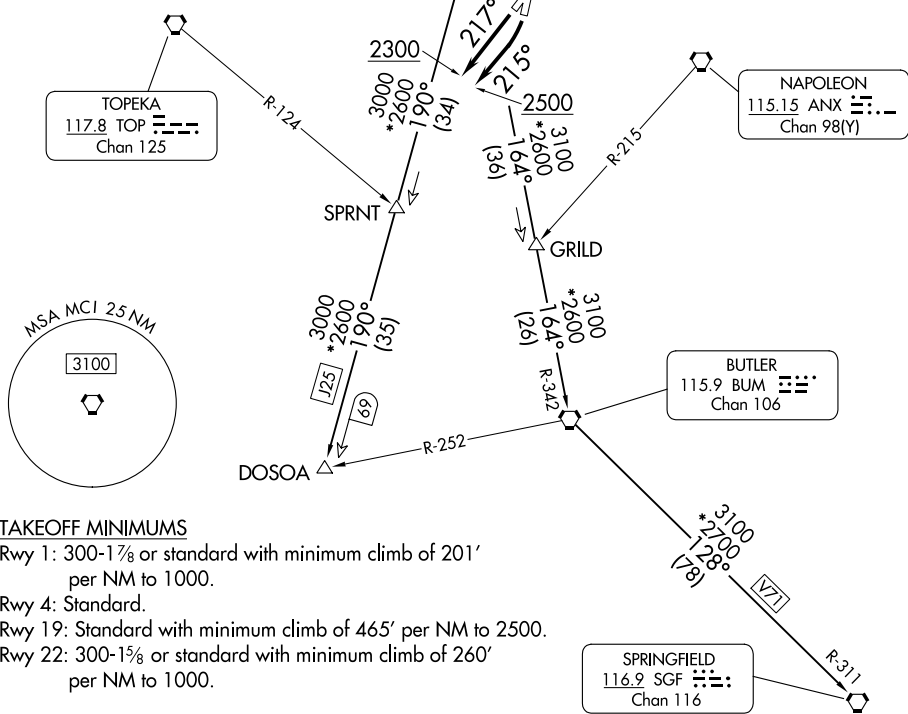 217°
215°
2300
2500
TOPEKA
117.8 TOP
Chan 125
NAPOLEON
115.15 ANX
Chan 98(Y)
R-124
R-215
3000
*2600
190°
(34)
3100
*2600
164°
(36)
SPRNT
GRILD
3000
*2600
190°
(35)
3100
*2600
164°
(26)
MSA MCI 25 NM
3100
J25
69
R-342
BUTLER
115.9 BUM
Chan 106
R-252
DOSOA
3100
*2700
128°
(78)
V71
R-311
SPRINGFIELD
116.9 SGF
Chan 116
TAKEOFF MINIMUMS
Rwy 1: 300-1⅞ or standard with minimum climb of 201'
per NM to 1000.
Rwy 4: Standard.
Rwy 19: Standard with minimum climb of 465' per NM to 2500.
Rwy 22: 300-1⅝ or standard with minimum climb of 260'
per NM to 1000.